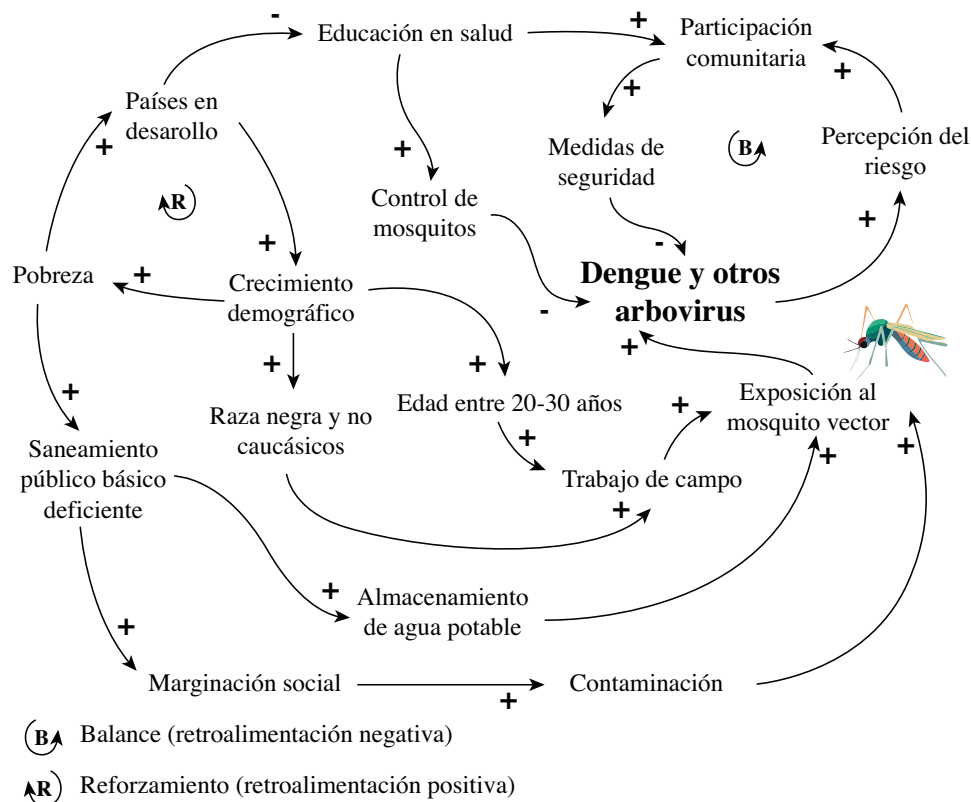 -
Educación en salud
+
Participación
comunitaria
Países en
desarollo
+
+
+
Medidas de
seguridad
B
Percepción del
riesgo
+
R
Control de
mosquitos
+
+
-
Pobreza
+
Crecimiento
demográfico
Dengue y otros
arbovirus
-
+
+
+
+
Raza negra y no
caucásicos
Edad entre 20-30 años
+
Exposición al
mosquito vector
Saneamiento
público básico
deficiente
+
Trabajo de campo
+
+
+
+
Almacenamiento
de agua potable
+
Marginación social
+
Contaminación
B Balance (retroalimentación negativa)
R Reforzamiento (retroalimentación positiva)